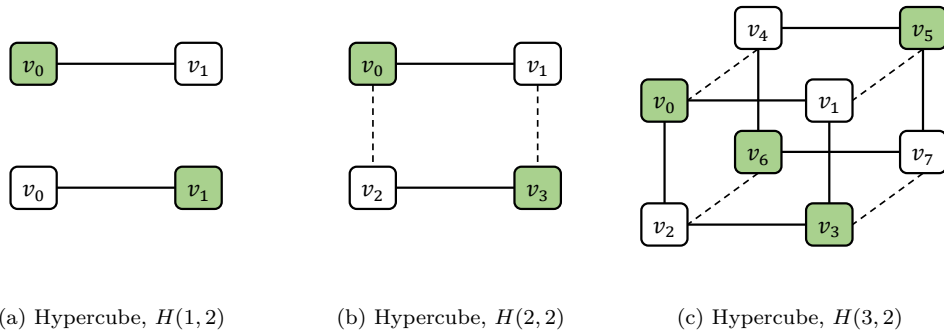 v₄ v₅
v₀ v₁ v₀ v₁ v₀ v₁
v₆ v₇
v₀ v₁ v₂ v₃ v₂ v₃
(a) Hypercube, H(1, 2) (b) Hypercube, H(2, 2) (c) Hypercube, H(3, 2)